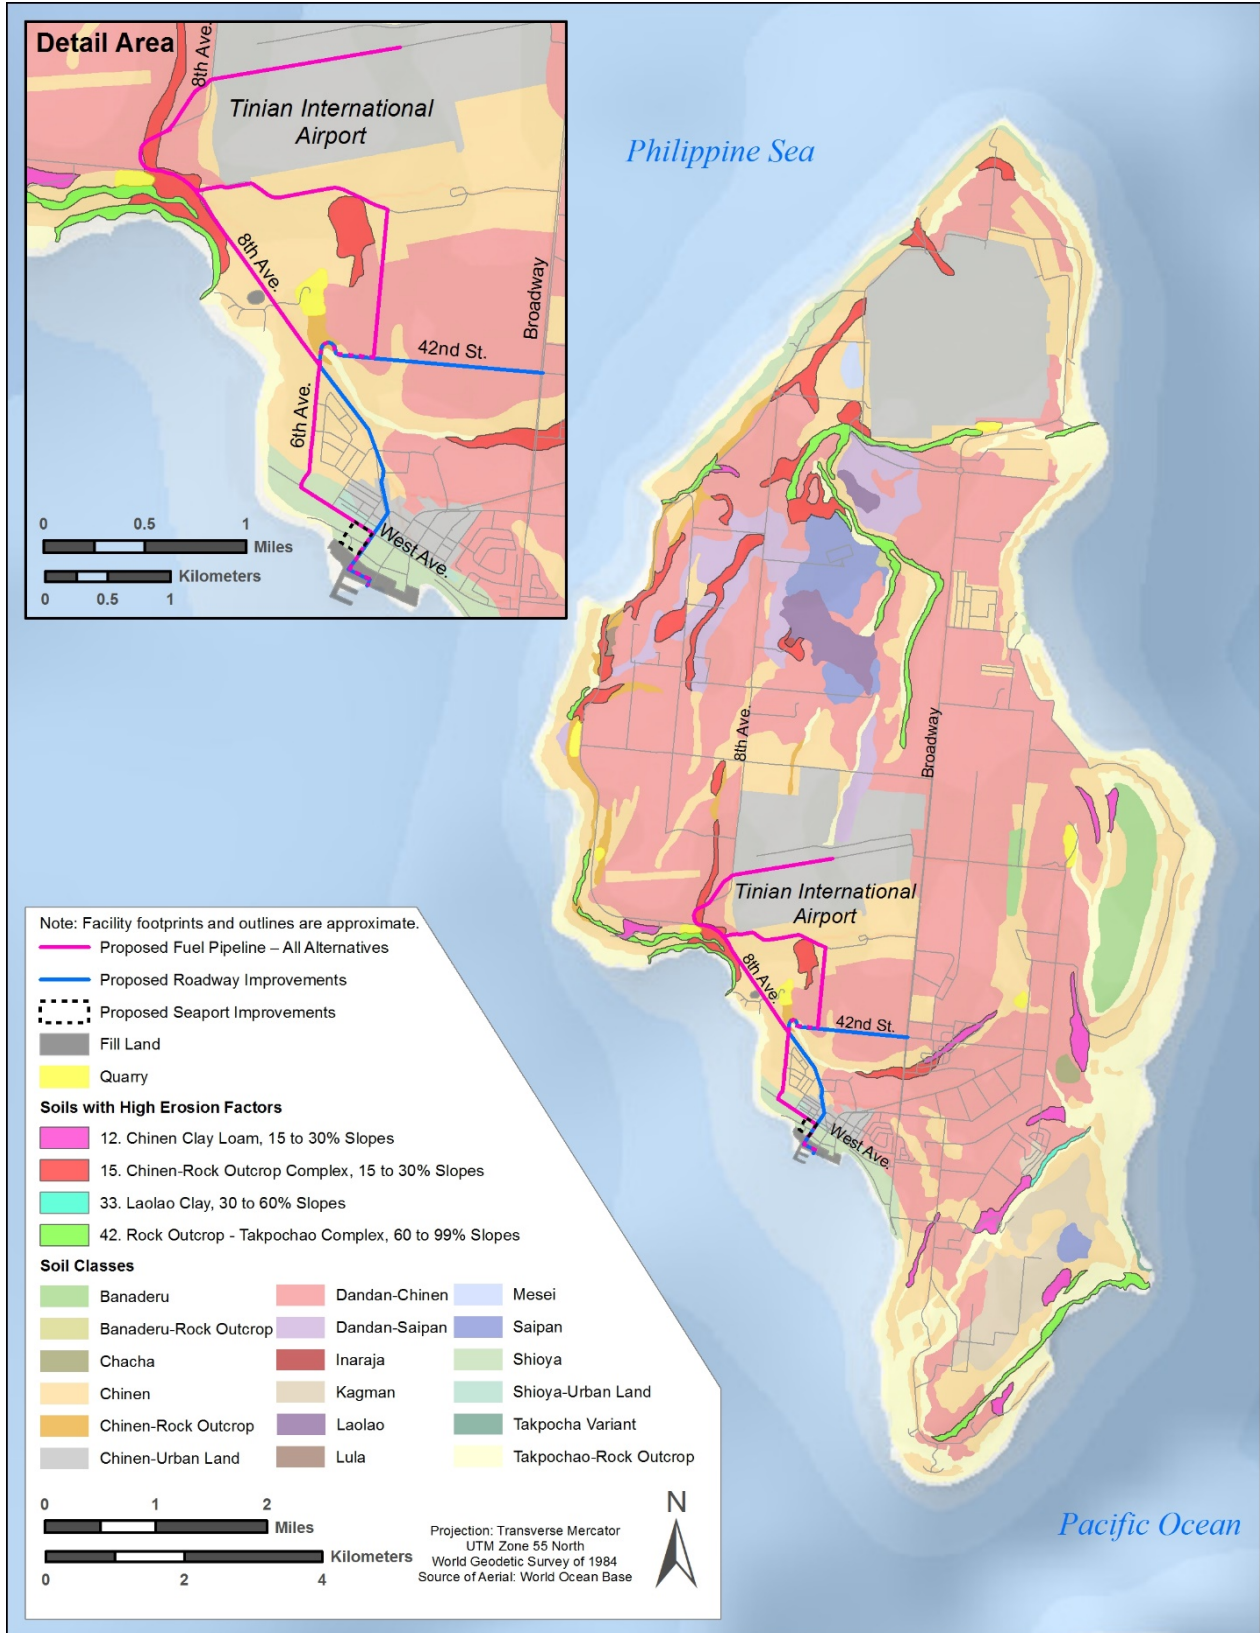 Detail Area
8th Ave.
Tinian International
Airport
8th Ave.
Broadway
42nd St.
6th Ave.
West Ave.
0 0.5 1
Miles
Kilometers
0 0.5 1
Philippine Sea
8th Ave.
Broadway
Tinian International
Airport
8th Ave.
42nd St.
West Ave.
Pacific Ocean
Note: Facility footprints and outlines are approximate.
Proposed Fuel Pipeline – All Alternatives
Proposed Roadway Improvements
Proposed Seaport Improvements
Fill Land
Quarry
Soils with High Erosion Factors
12. Chinen Clay Loam, 15 to 30% Slopes
15. Chinen-Rock Outcrop Complex, 15 to 30% Slopes
33. Laolao Clay, 30 to 60% Slopes
42. Rock Outcrop - Takpochao Complex, 60 to 99% Slopes
Soil Classes
Banaderu
Banaderu-Rock Outcrop
Chacha
Chinen
Chinen-Rock Outcrop
Chinen-Urban Land
Dandan-Chinen
Dandan-Saipan
Inaraja
Kagman
Laolao
Lula
Mesei
Saipan
Shioya
Shioya-Urban Land
Takpocha Variant
Takpochao-Rock Outcrop
0 1 2
Miles
Kilometers
0 2 4
Projection: Transverse Mercator
UTM Zone 55 North
World Geodetic Survey of 1984
Source of Aerial: World Ocean Base
N